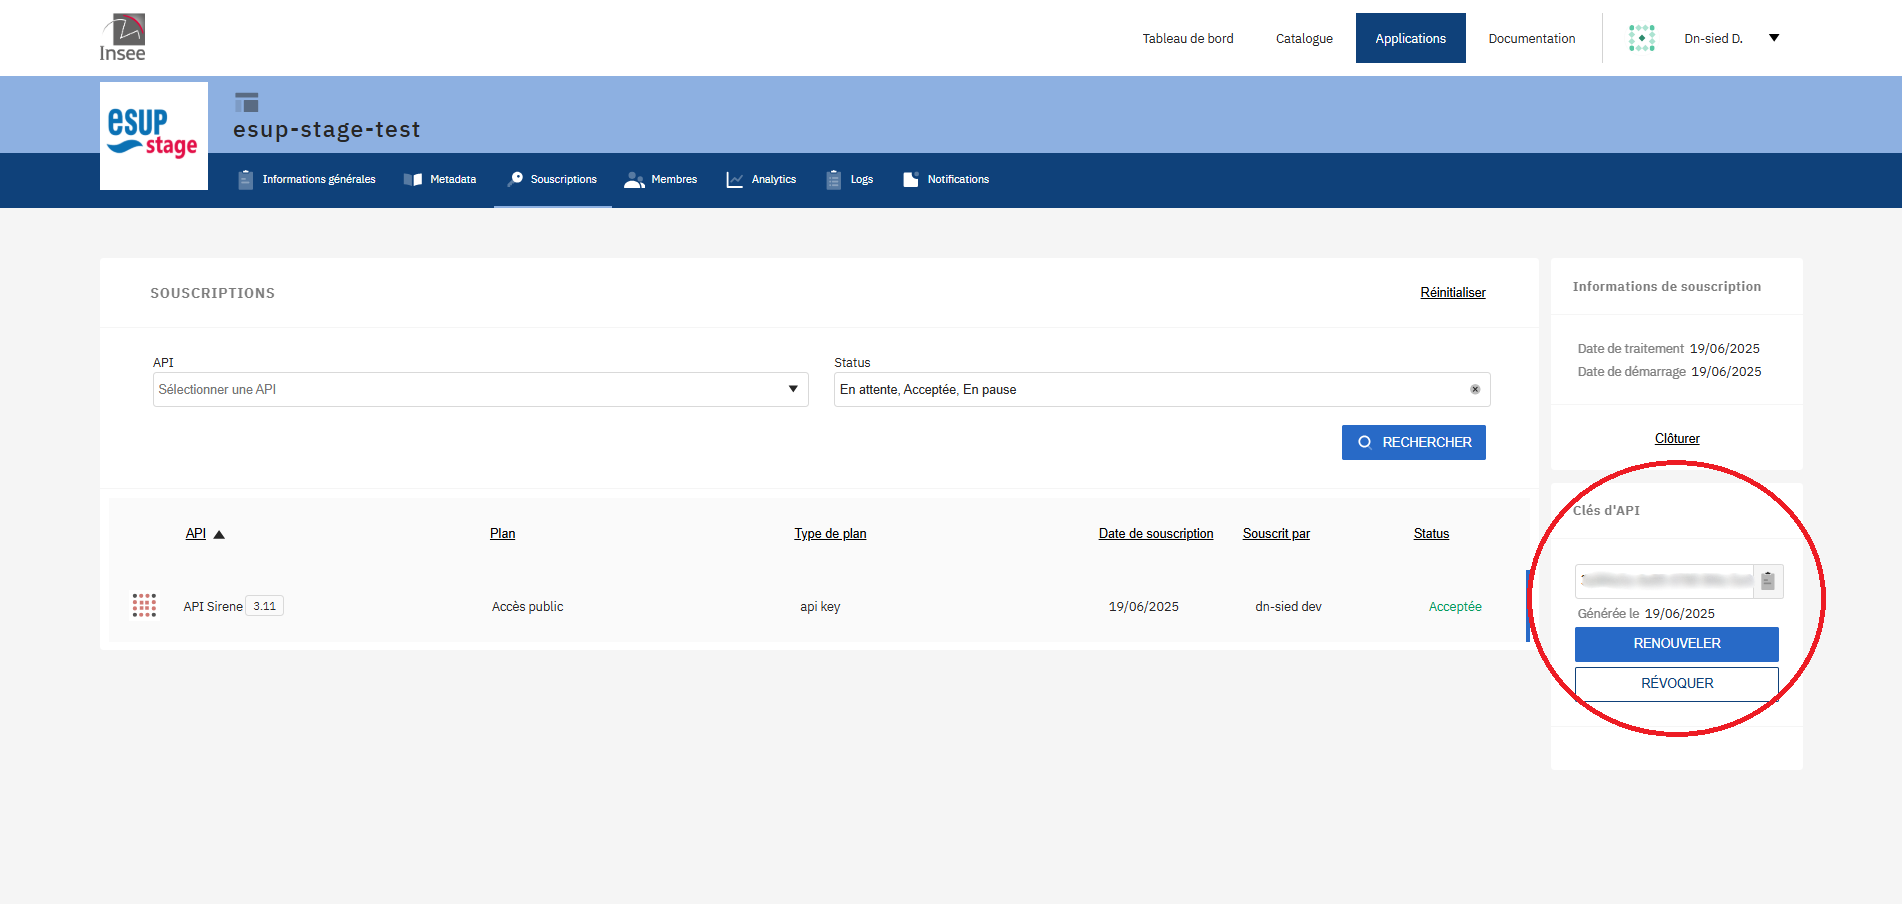 Insee
Tableau de bord
Catalogue
Applications
Documentation
Dn-sied D.
esup stage
esup-stage-test
Informations générales
Metadata
Souscriptions
Membres
Analytics
Logs
Notifications
SOUSCRIPTIONS
Réinitialiser
API
Sélectionner une API
Status
En attente, Acceptée, En pause
RECHERCHER
API
Plan
Type de plan
Date de souscription
Souscrit par
Status
API Sirene 3.11
Accès public
api key
19/06/2025
dn-sied dev
Acceptée
Informations de souscription
Date de traitement 19/06/2025
Date de démarrage 19/06/2025
Clôturer
Clés d'API
Générée le 19/06/2025
RENOUVELER
RÉVOQUER